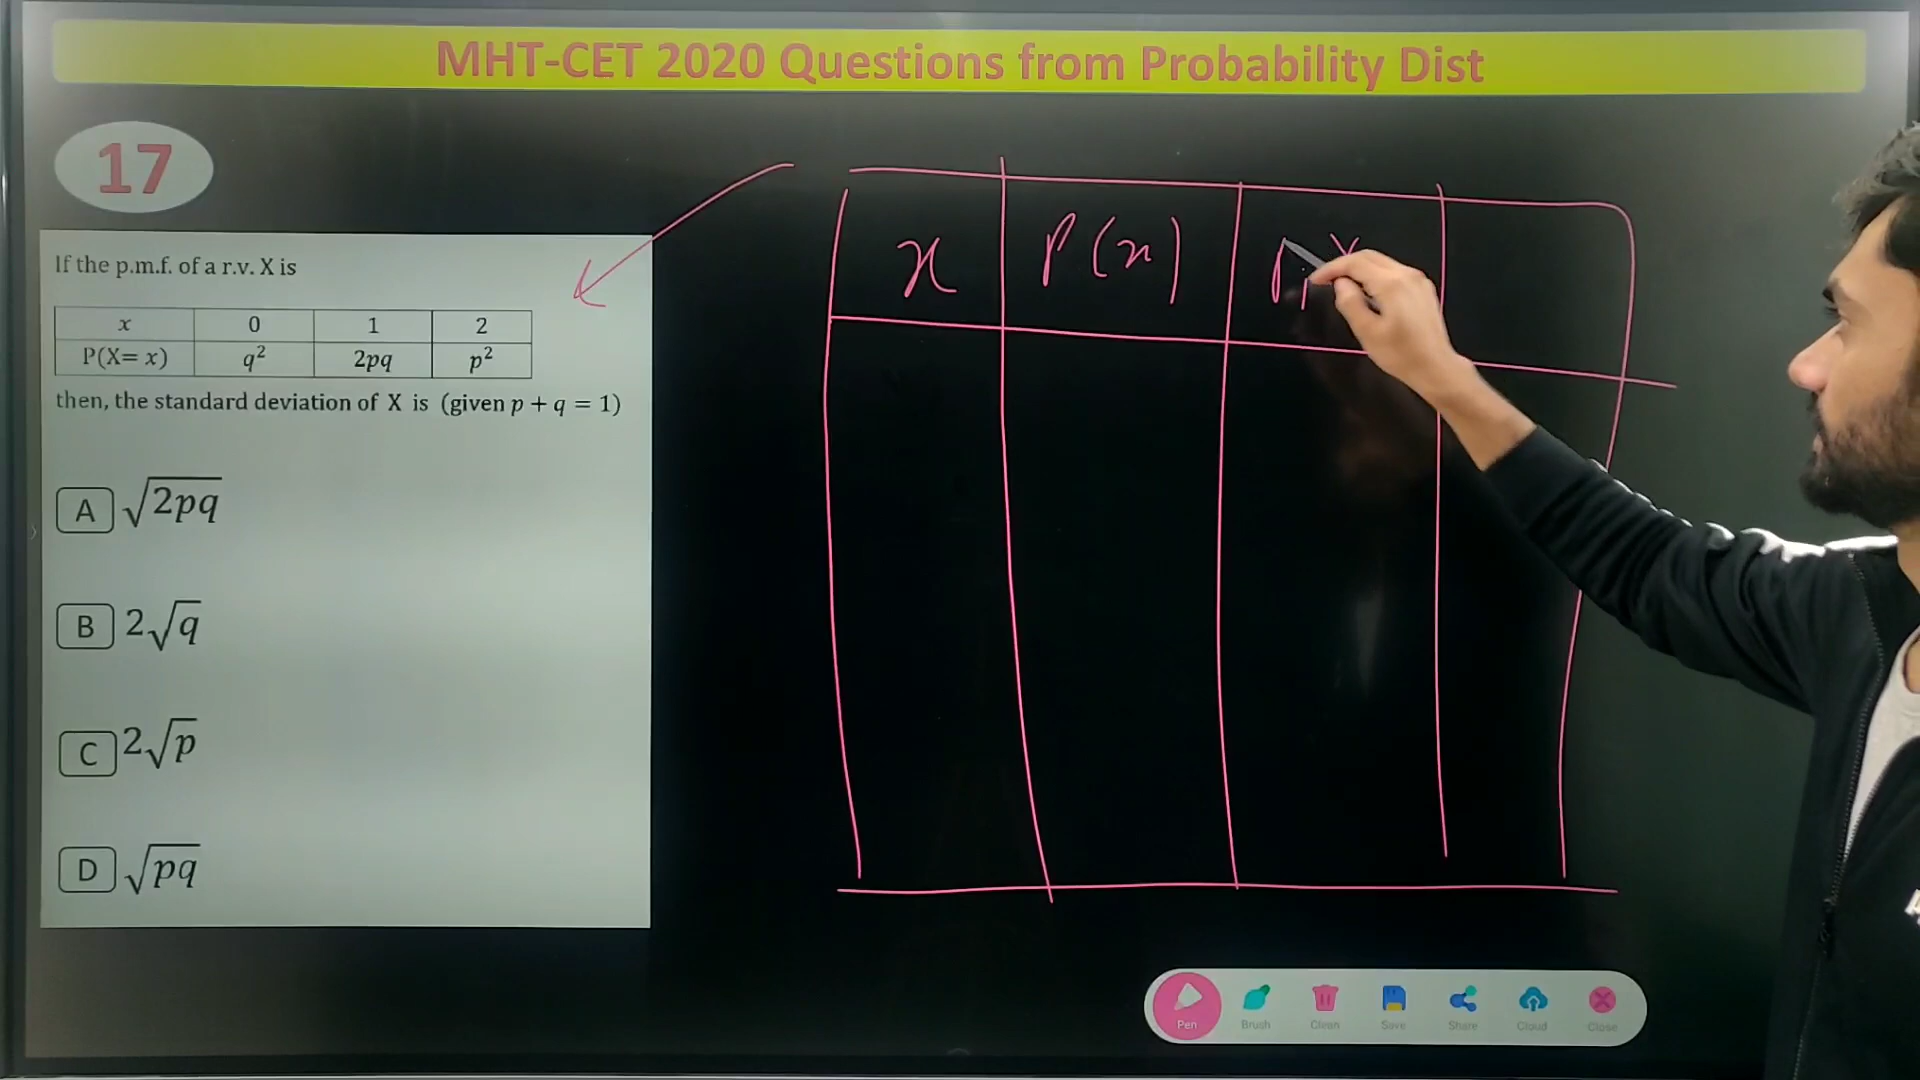 MHT-CET 2020 Questions from Probability Dist
17
If the p.m.f. of a r.v. X is
x 0 1 2
P(X= x) q² 2pq p²
then, the standard deviation of X is (given p + q = 1)
A √2pq
B 2√q
C 2√p
D √pq
x P(x)
Pen Brush Clean Save Share Cloud Close